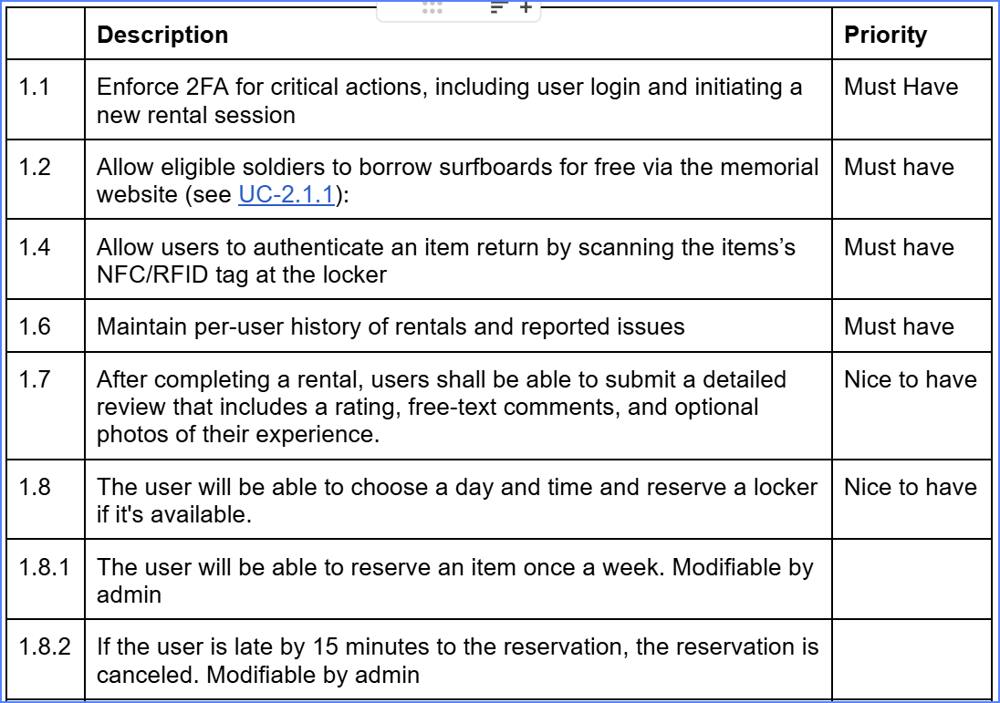 Description Priority
1.1 Enforce 2FA for critical actions, including user login and initiating a Must Have
new rental session
1.2 Allow eligible soldiers to borrow surfboards for free via the memorial Must have
website (see UC-2.1.1):
1.4 Allow users to authenticate an item return by scanning the items’s Must have
NFC/RFID tag at the locker
1.6 Maintain per-user history of rentals and reported issues Must have
1.7 After completing a rental, users shall be able to submit a detailed Nice to have
review that includes a rating, free-text comments, and optional
photos of their experience.
1.8 The user will be able to choose a day and time and reserve a locker Nice to have
if it's available.
1.8.1 The user will be able to reserve an item once a week. Modifiable by
admin
1.8.2 If the user is late by 15 minutes to the reservation, the reservation is
canceled. Modifiable by admin